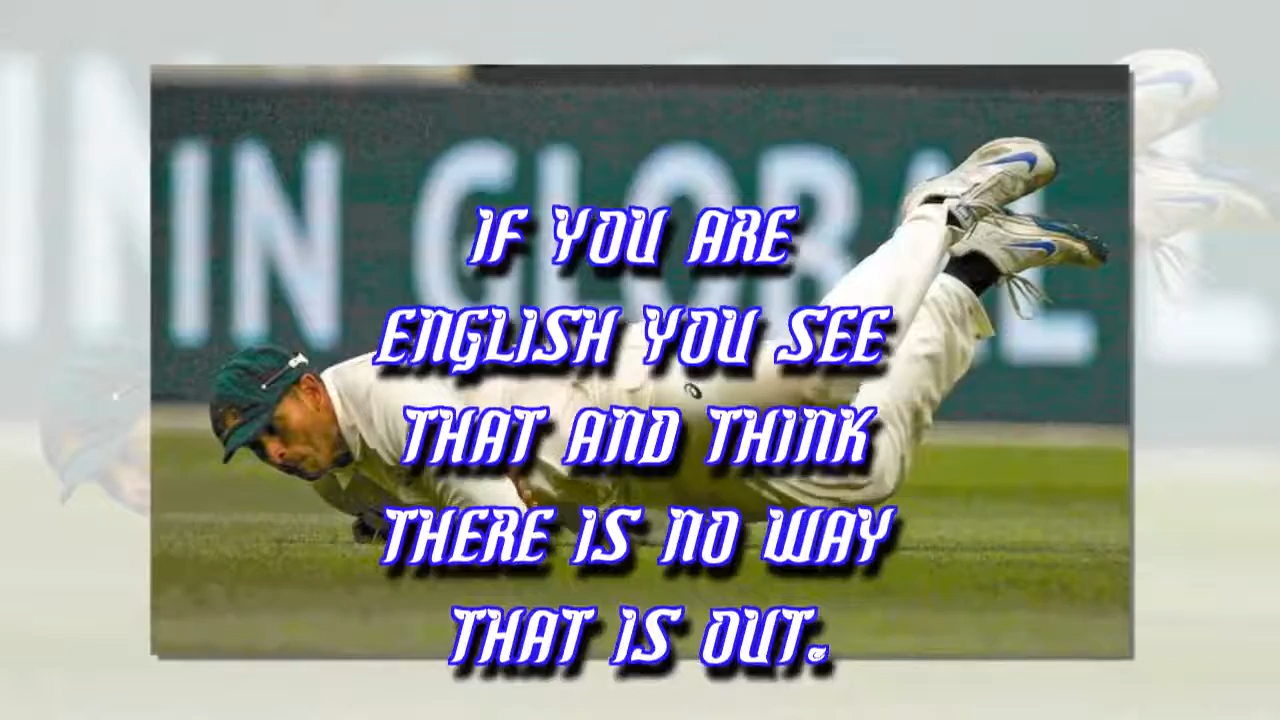 IN GLOBAL
IF YOU ARE
ENGLISH YOU SEE
THAT AND THINK
THERE IS NO WAY
THAT IS OUT.